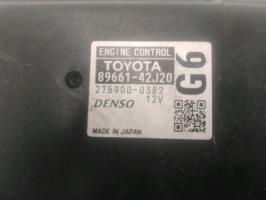 ENGINE CONTROL
TOYOTA
89661-42J20
275900-0382
DENSO 12V
MADE IN JAPAN
G6